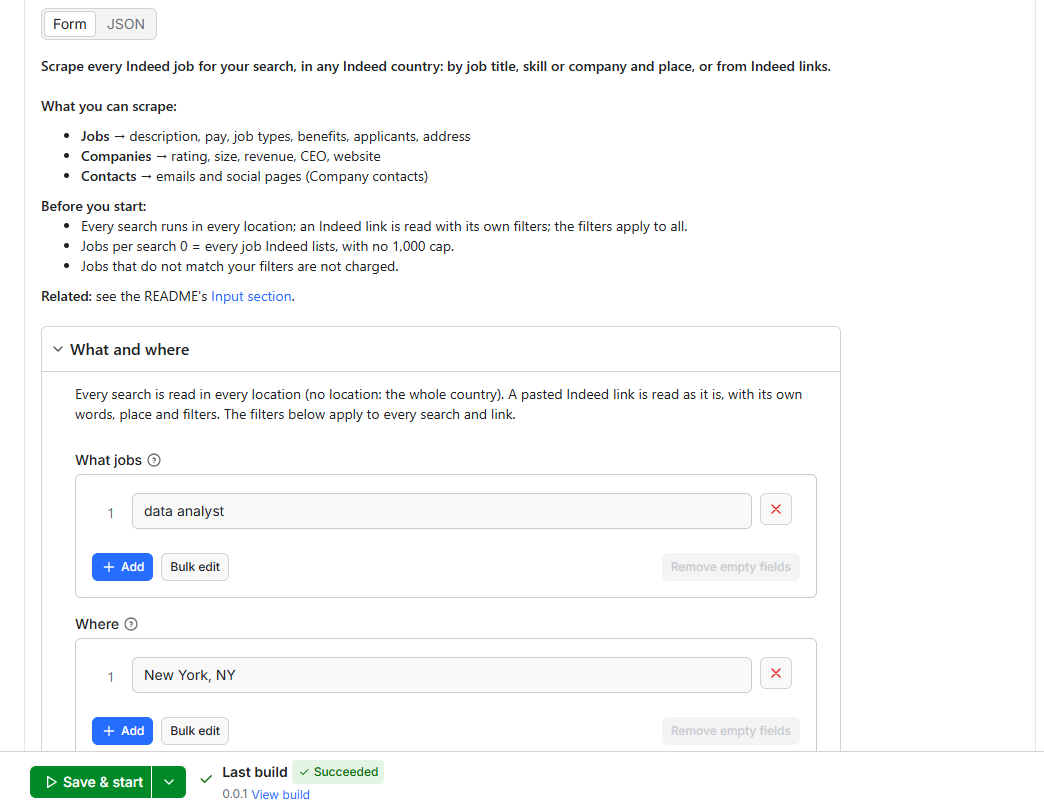 Form JSON
Scrape every Indeed job for your search, in any Indeed country: by job title, skill or company and place, or from Indeed links.
What you can scrape:
Jobs → description, pay, job types, benefits, applicants, address
Companies → rating, size, revenue, CEO, website
Contacts → emails and social pages (Company contacts)
Before you start:
Every search runs in every location; an Indeed link is read with its own filters; the filters apply to all.
Jobs per search 0 = every job Indeed lists, with no 1,000 cap.
Jobs that do not match your filters are not charged.
Related: see the README's Input section.
What and where
Every search is read in every location (no location: the whole country). A pasted Indeed link is read as it is, with its own
words, place and filters. The filters below apply to every search and link.
What jobs ?
1 data analyst
+ Add Bulk edit Remove empty fields
Where ?
1 New York, NY
+ Add Bulk edit Remove empty fields
Save & start Last build Succeeded
0.0.1 View build